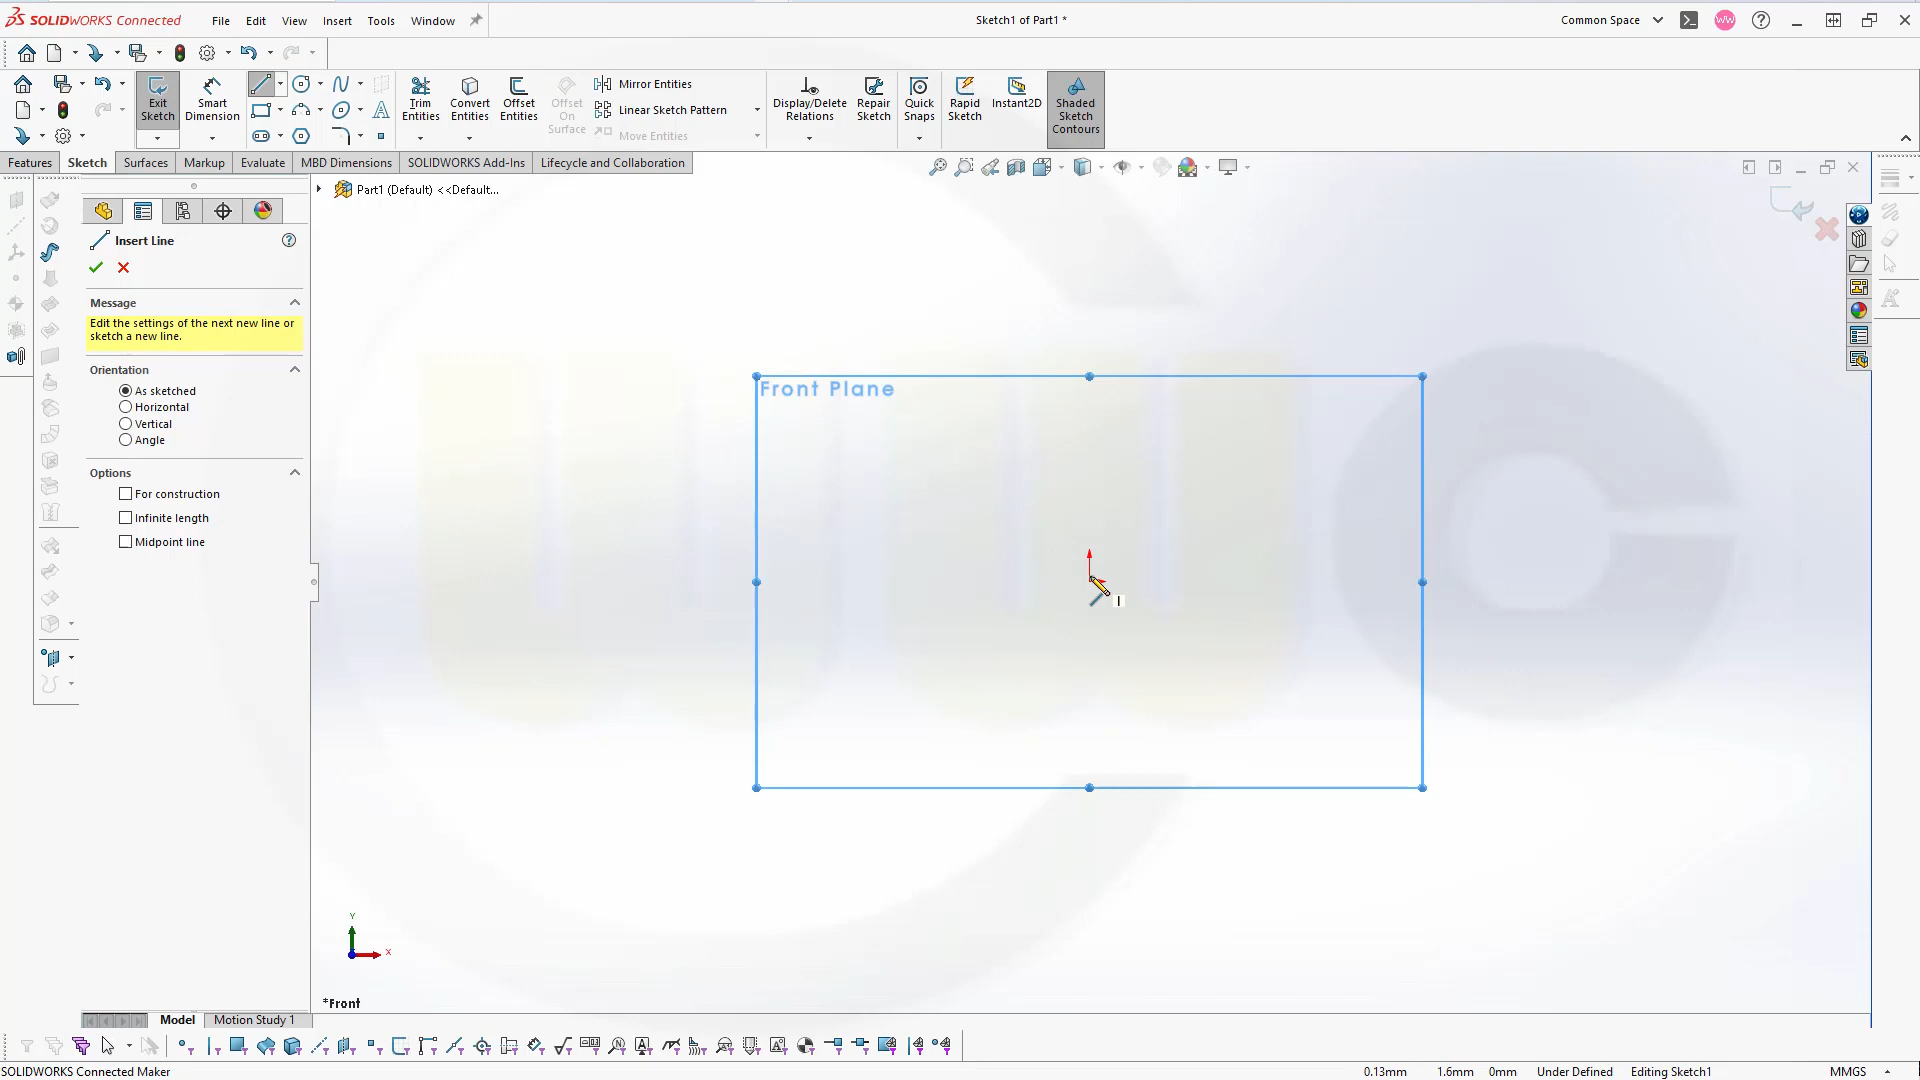 SOLIDWORKS Connected
File
Edit
View
Insert
Tools
Window
Sketch1 of Part1 *
Common Space
WW
Exit Sketch
Smart Dimension
Trim Entities
Convert Entities
Offset Entities
Offset On Surface
Mirror Entities
Linear Sketch Pattern
Move Entities
Display/Delete Relations
Repair Sketch
Quick Snaps
Rapid Sketch
Instant2D
Shaded Sketch Contours
Features
Sketch
Surfaces
Markup
Evaluate
MBD Dimensions
SOLIDWORKS Add-Ins
Lifecycle and Collaboration
Part1 (Default) <<Default...
Insert Line
Message
Edit the settings of the next new line or
sketch a new line.
Orientation
As sketched
Horizontal
Vertical
Angle
Options
For construction
Infinite length
Midpoint line
Front Plane
Y
X
*Front
Model
Motion Study 1
SOLIDWORKS Connected Maker
0.13mm
1.6mm
0mm
Under Defined
Editing Sketch1
MMGS